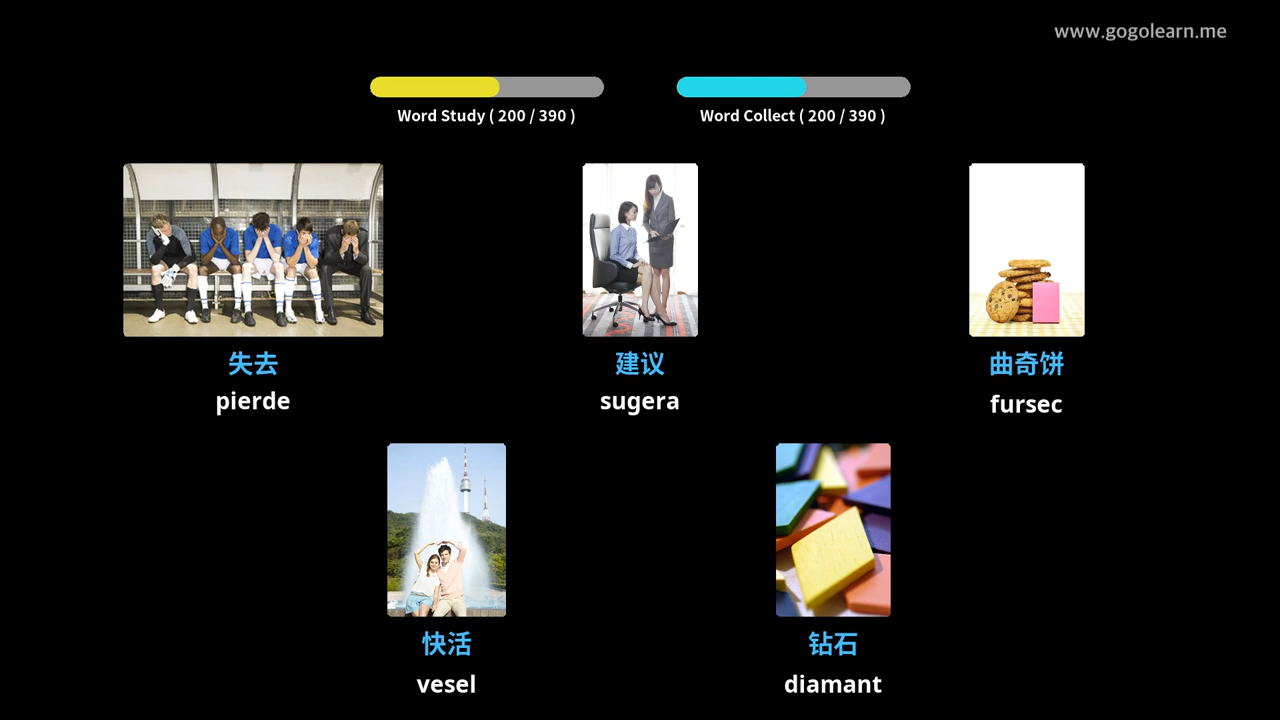 www.gogolearn.me
Word Study ( 200 / 390 )
Word Collect ( 200 / 390 )
失去
pierde
建议
sugera
曲奇饼
fursec
快活
vesel
钻石
diamant